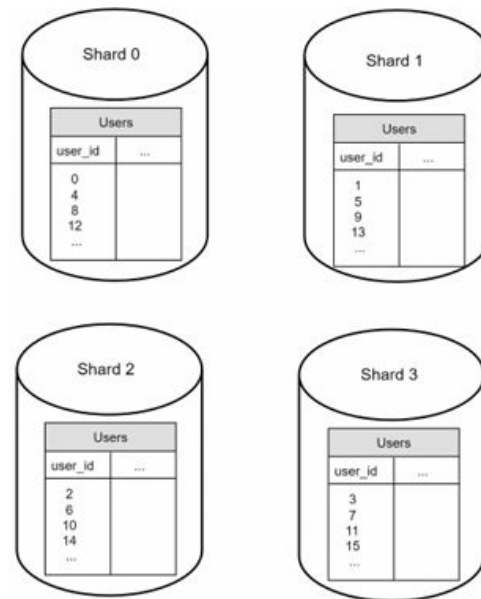 Shard 0
Users
user_id ...
0
4
8
12
...
Shard 1
Users
user_id ...
1
5
9
13
...
Shard 2
Users
user_id ...
2
6
10
14
...
Shard 3
Users
user_id ...
3
7
11
15
...